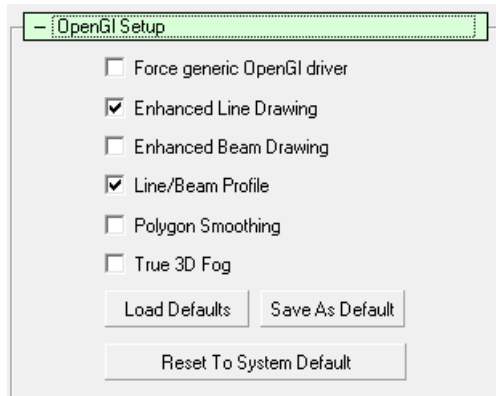 – OpenGl Setup
Force generic OpenGl driver
Enhanced Line Drawing
Enhanced Beam Drawing
Line/Beam Profile
Polygon Smoothing
True 3D Fog
Load Defaults Save As Default
Reset To System Default